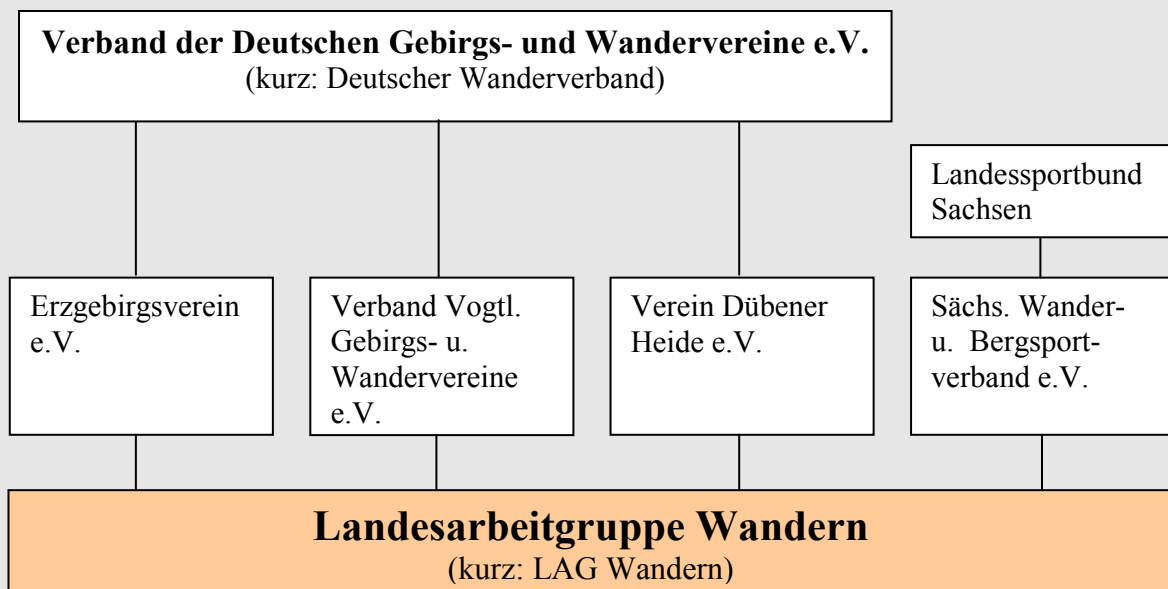 Verband der Deutschen Gebirgs- und Wandervereine e.V.
(kurz: Deutscher Wanderverband)
Landessportbund
Sachsen
Erzgebirgsverein
e.V.
Verband Vogtl.
Gebirgs- u.
Wandervereine
e.V.
Verein Dübener
Heide e.V.
Sächs. Wander-
u. Bergsport-
verband e.V.
Landesarbeitgruppe Wandern
(kurz: LAG Wandern)